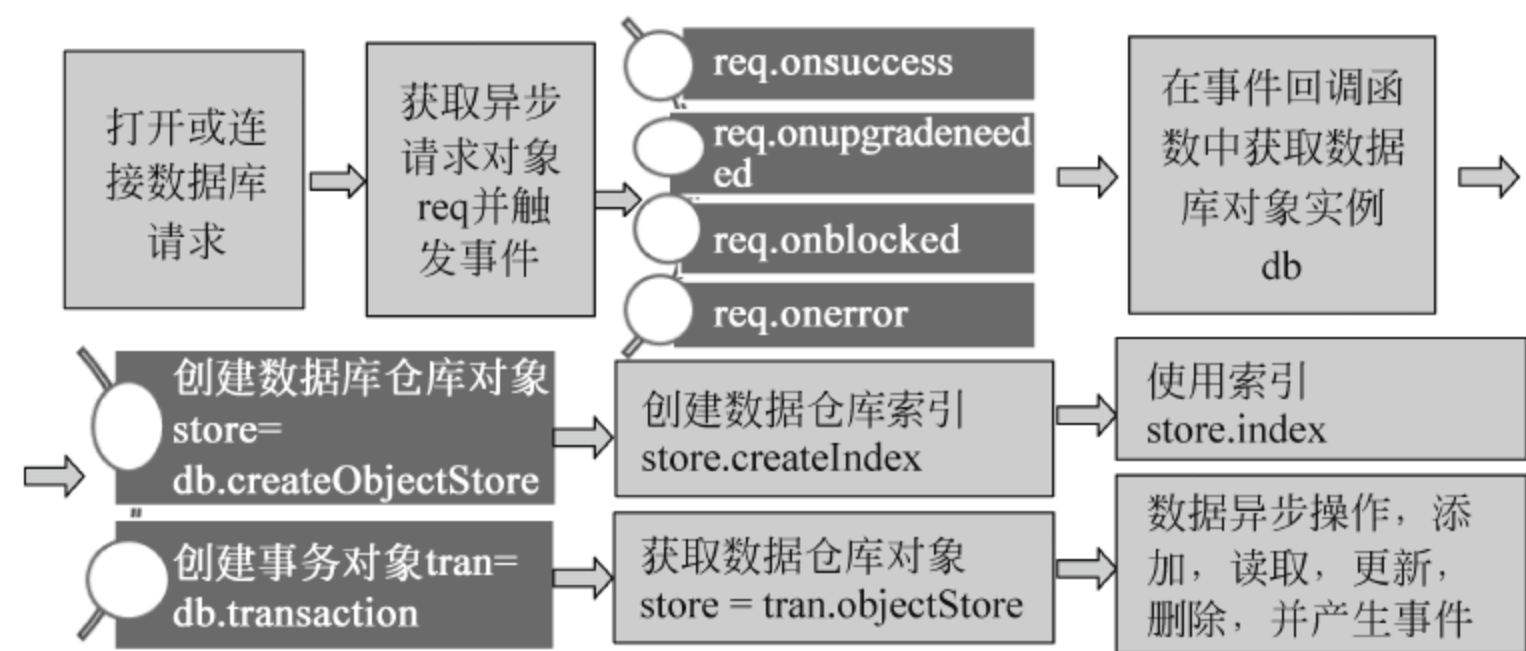 打开或连
接数据库
请求
获取异步
请求对象
req并触
发事件
req.onsuccess
req.onupgradeneed
ed
req.onblocked
req.onerror
在事件回调函
数中获取数据
库对象实例
db
创建数据库仓库对象
store=
db.createObjectStore
创建数据仓库索引
store.createIndex
使用索引
store.index
创建事务对象tran=
db.transaction
获取数据仓库对象
store = tran.objectStore
数据异步操作，添
加，读取，更新，
删除，并产生事件